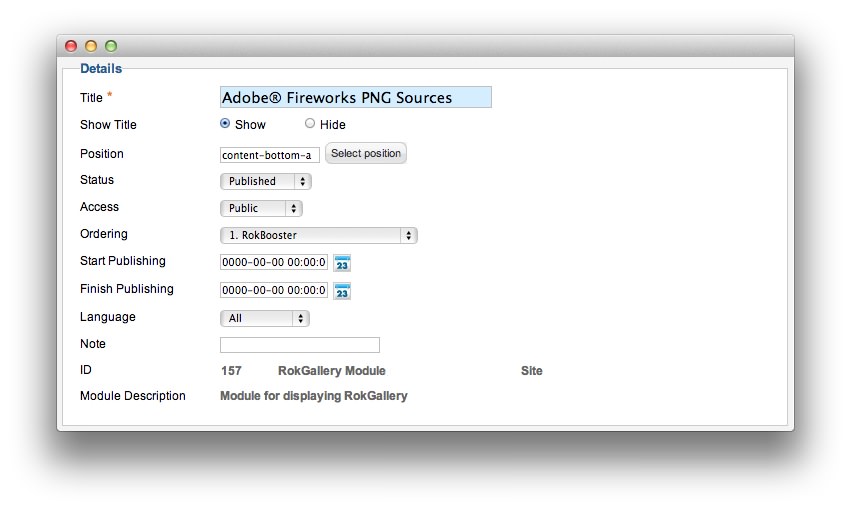 Details
Title * Adobe® Fireworks PNG Sources
Show Title Show Hide
Position content-bottom-a Select position
Status Published
Access Public
Ordering 1. RokBooster
Start Publishing 0000-00-00 00:00:0 23
Finish Publishing 0000-00-00 00:00:0 23
Language All
Note
ID 157 RokGallery Module Site
Module Description Module for displaying RokGallery